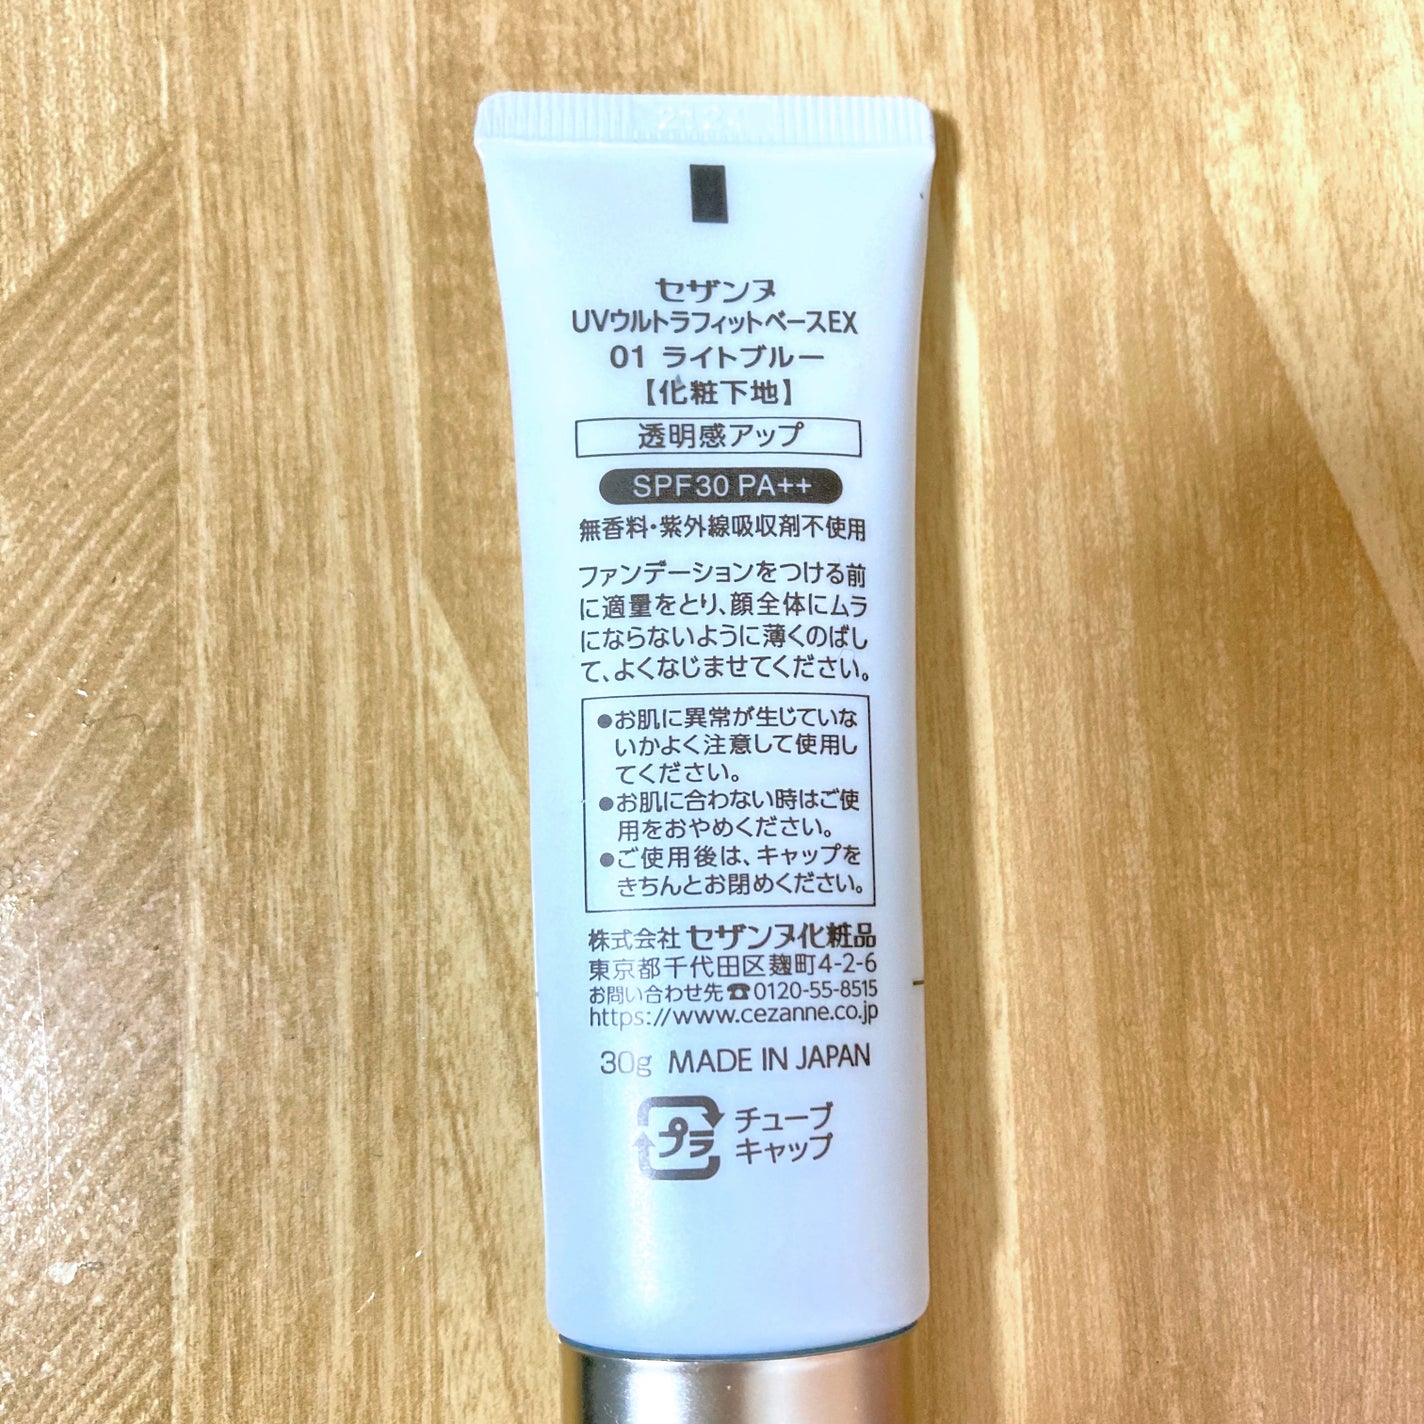 セザンヌ
UVウルトラフィットベースEX
01 ライトブルー
【化粧下地】
透明感アップ
SPF30 PA++
無香料・紫外線吸収剤不使用
ファンデーションをつける前
に適量をとり、顔全体にムラ
にならないように薄くのばし
て、よくなじませてください。
●お肌に異常が生じていな
いかよく注意して使用し
てください。
●お肌に合わない時はご使
用をおやめください。
●ご使用後は、キャップを
きちんとお閉めください。
株式会社 セザンヌ化粧品
東京都千代田区麹町4-2-6
お問い合わせ先☎0120-55-8515
https://www.cezanne.co.jp
30g MADE IN JAPAN
プラ
チューブ
キャップ